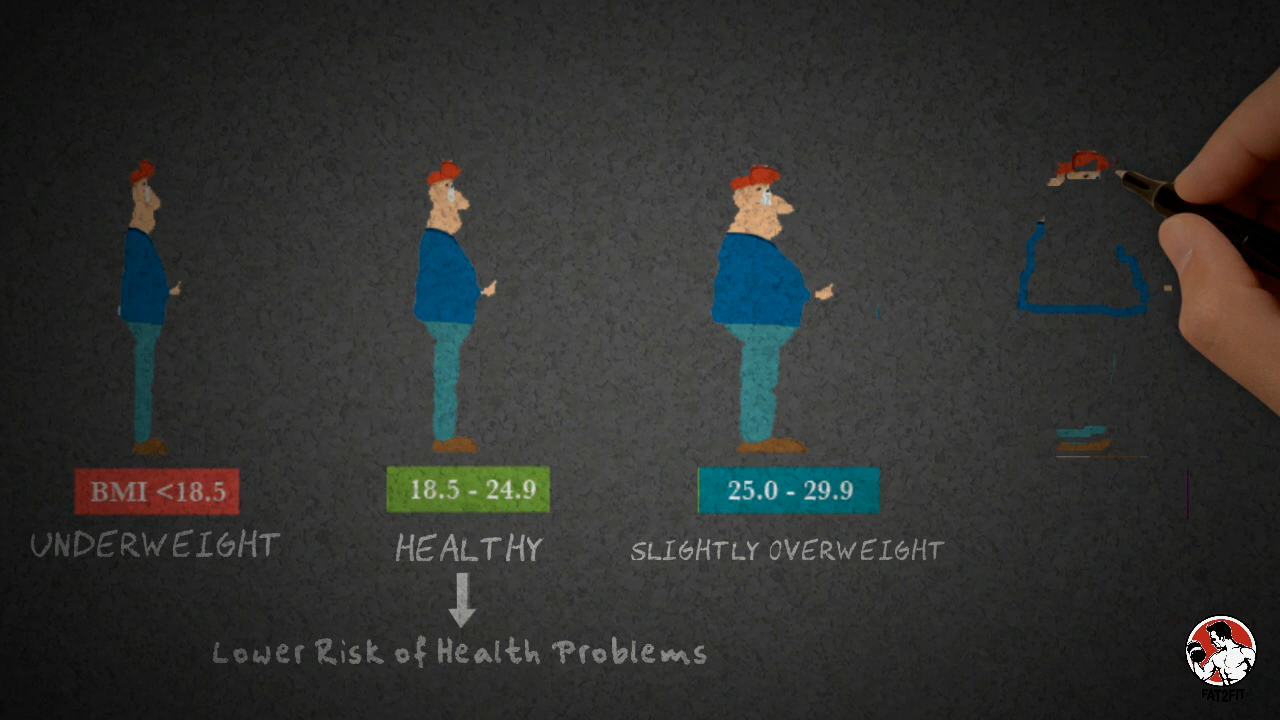 BMI <18.5
18.5 - 24.9
25.0 - 29.9
UNDERWEIGHT
HEALTHY
SLIGHTLY OVERWEIGHT
Lower Risk of Health Problems
FAT2FIT